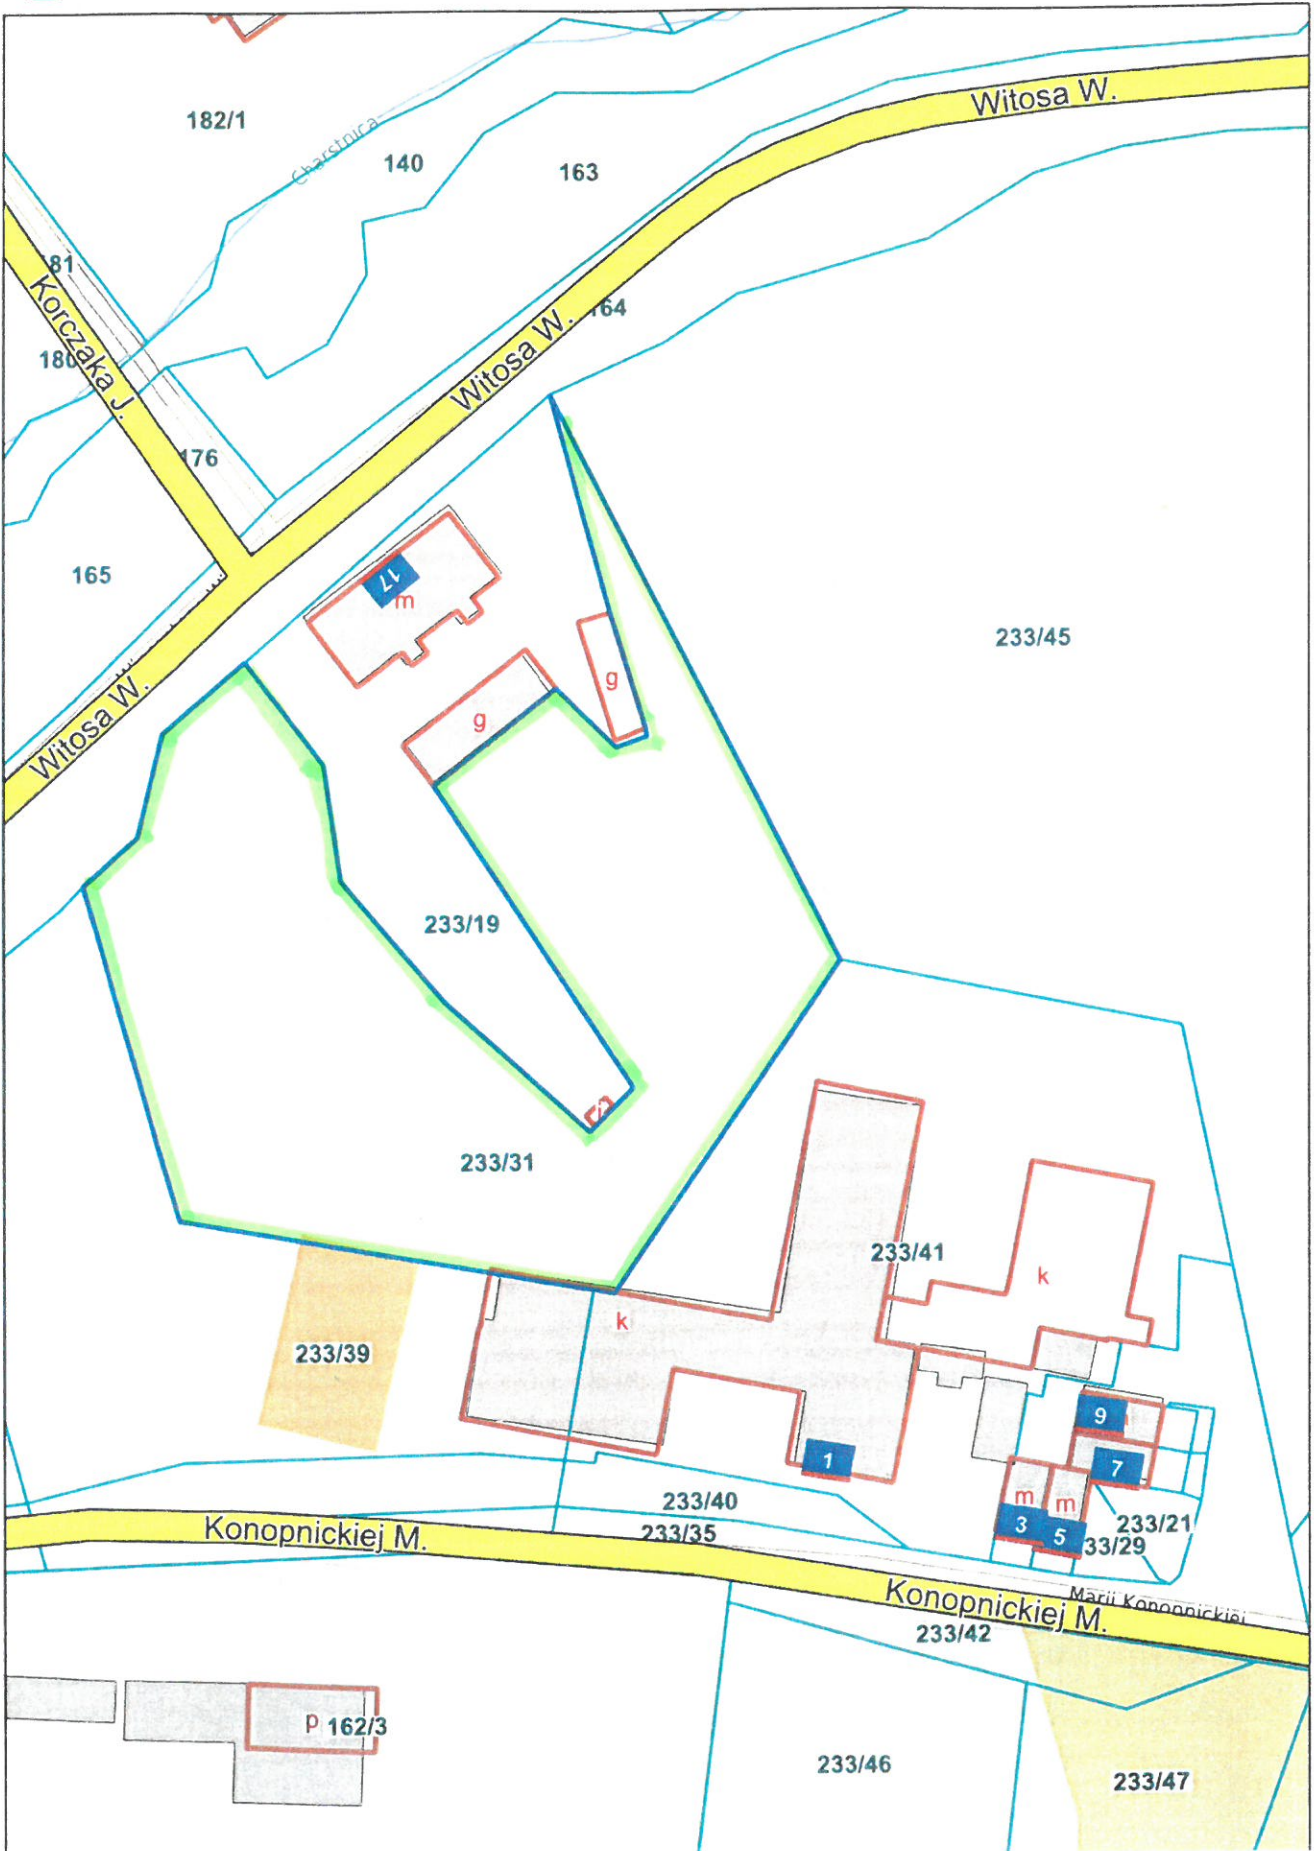 Witosa W.
182/1
Charstnica
140
163
81
Korczaka J.
164
180
Witosa W.
176
165
17
m
233/45
g
g
Witosa W.
233/19
233/31
233/41
k
k
233/39
9
1
7
233/40
m
m
3
5
233/21
33/29
233/35
Konopnickiej M.
Marii Konopnickiej
Konopnickiej M.
233/42
p 162/3
233/46
233/47